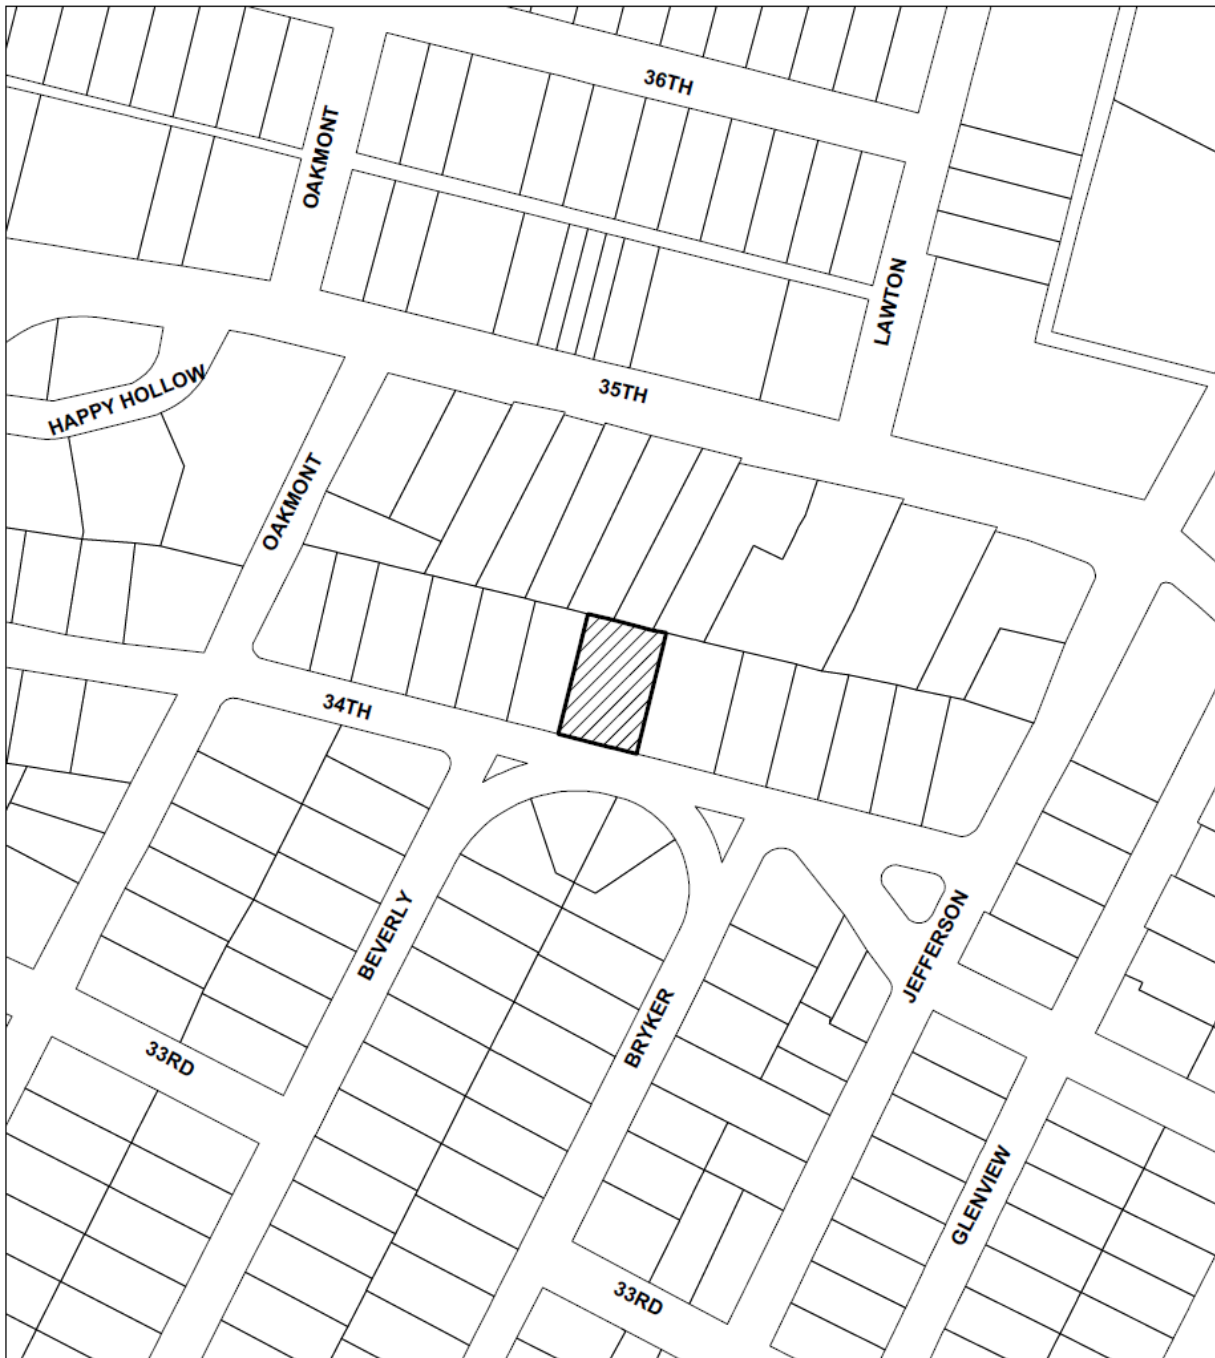 36TH
OAKMONT
LAWTON
35TH
HAPPY HOLLOW
OAKMONT
34TH
BEVERLY
JEFFERSON
BRYKER
33RD
GLENVIEW
33RD